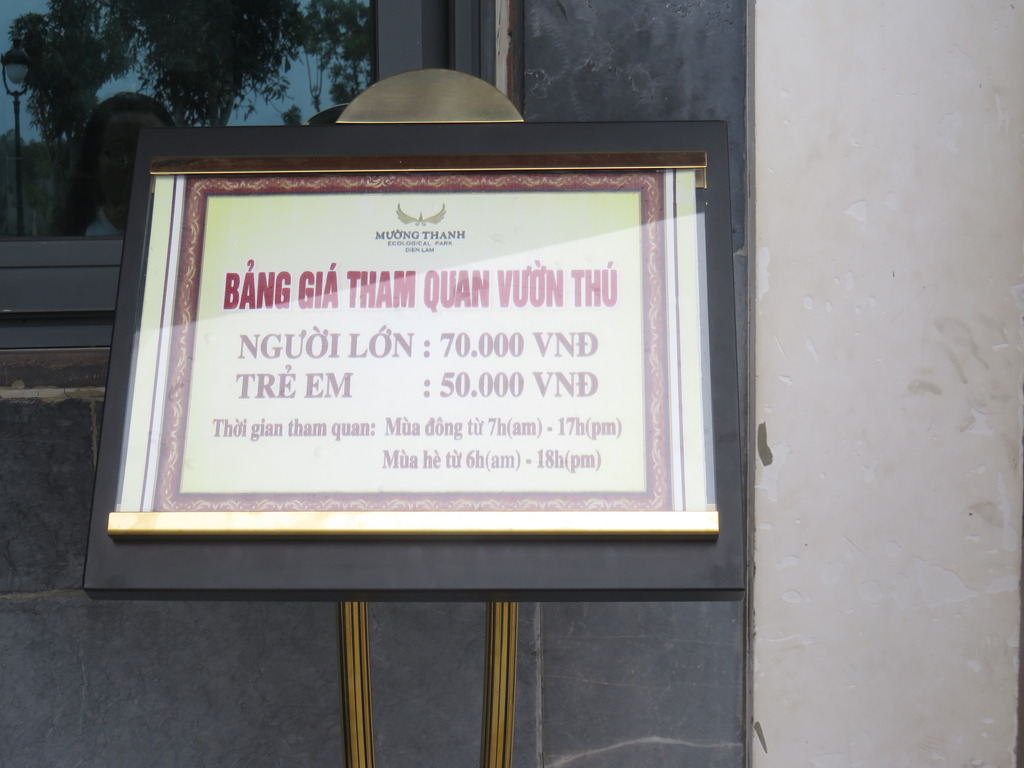 MƯỜNG THANH
ECOLOGICAL PARK
DIEN LAM
BẢNG GIÁ THAM QUAN VƯỜN THÚ
NGƯỜI LỚN : 70.000 VNĐ
TRẺ EM : 50.000 VNĐ
Thời gian tham quan: Mùa đông từ 7h(am) - 17h(pm)
Mùa hè từ 6h(am) - 18h(pm)